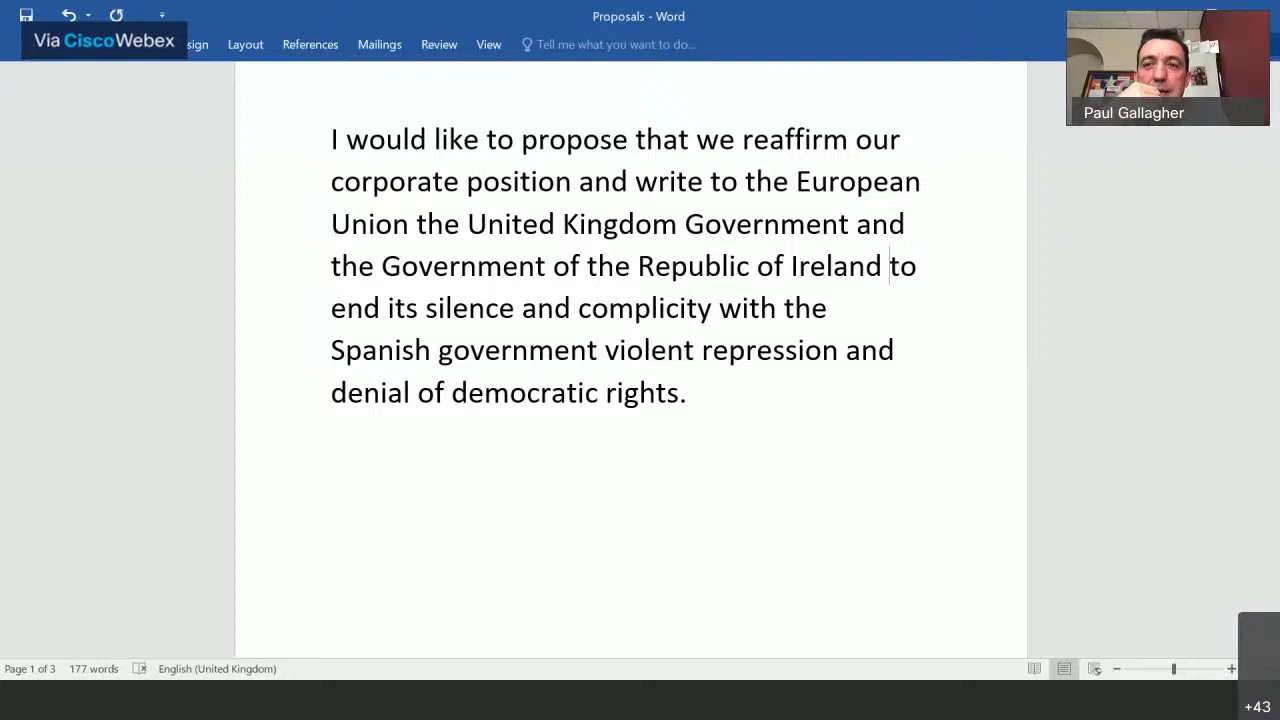 Proposals - Word
Via CiscoWebex
sign Layout References Mailings Review View Tell me what you want to do...
Paul Gallagher
I would like to propose that we reaffirm our
corporate position and write to the European
Union the United Kingdom Government and
the Government of the Republic of Ireland to
end its silence and complicity with the
Spanish government violent repression and
denial of democratic rights.
Page 1 of 3 177 words English (United Kingdom)
+43